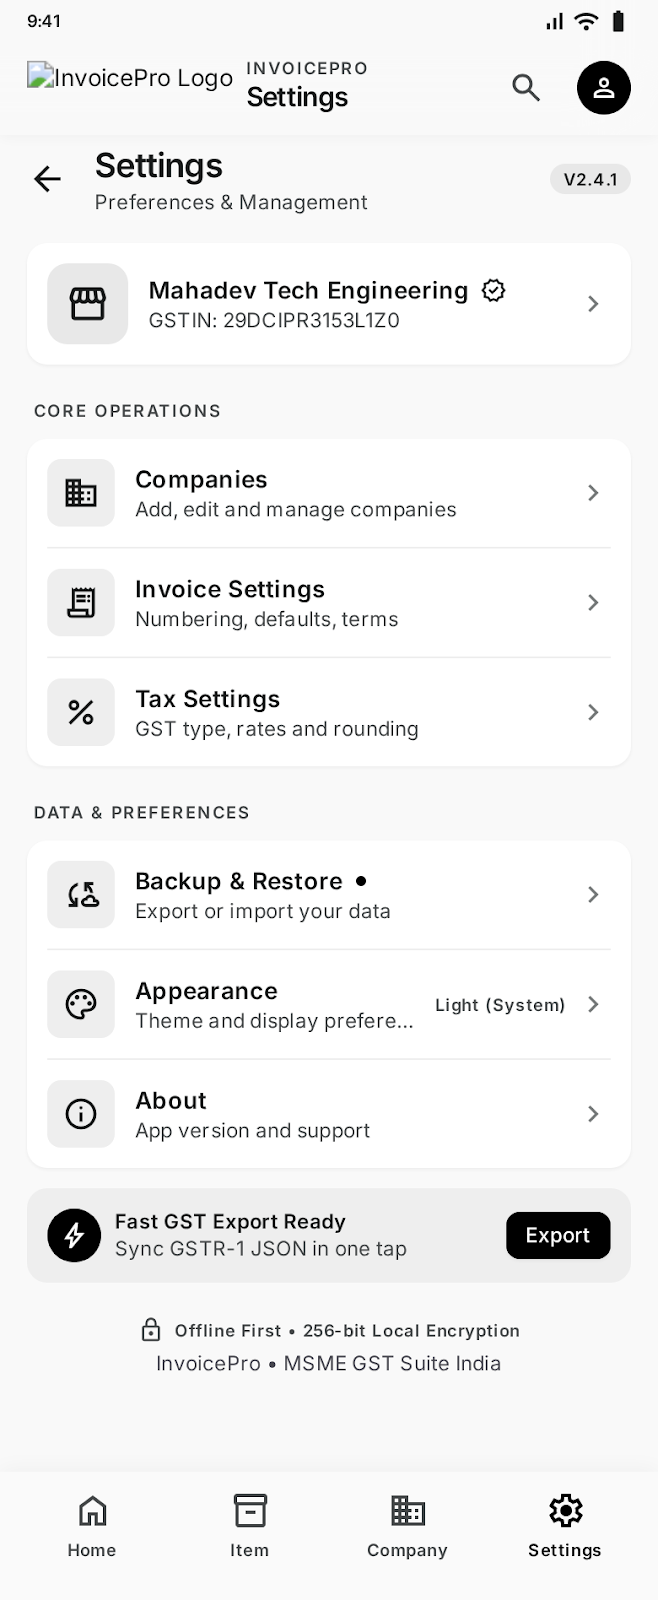 9:41
InvoicePro Logo
INVOICEPRO
Settings
Settings
Preferences & Management
V2.4.1
Mahadev Tech Engineering
GSTIN: 29DCIPR3153L1Z0
CORE OPERATIONS
Companies
Add, edit and manage companies
Invoice Settings
Numbering, defaults, terms
Tax Settings
GST type, rates and rounding
DATA & PREFERENCES
Backup & Restore
Export or import your data
Appearance
Theme and display prefere...
Light (System)
About
App version and support
Fast GST Export Ready
Sync GSTR-1 JSON in one tap
Export
Offline First • 256-bit Local Encryption
InvoicePro • MSME GST Suite India
Home
Item
Company
Settings